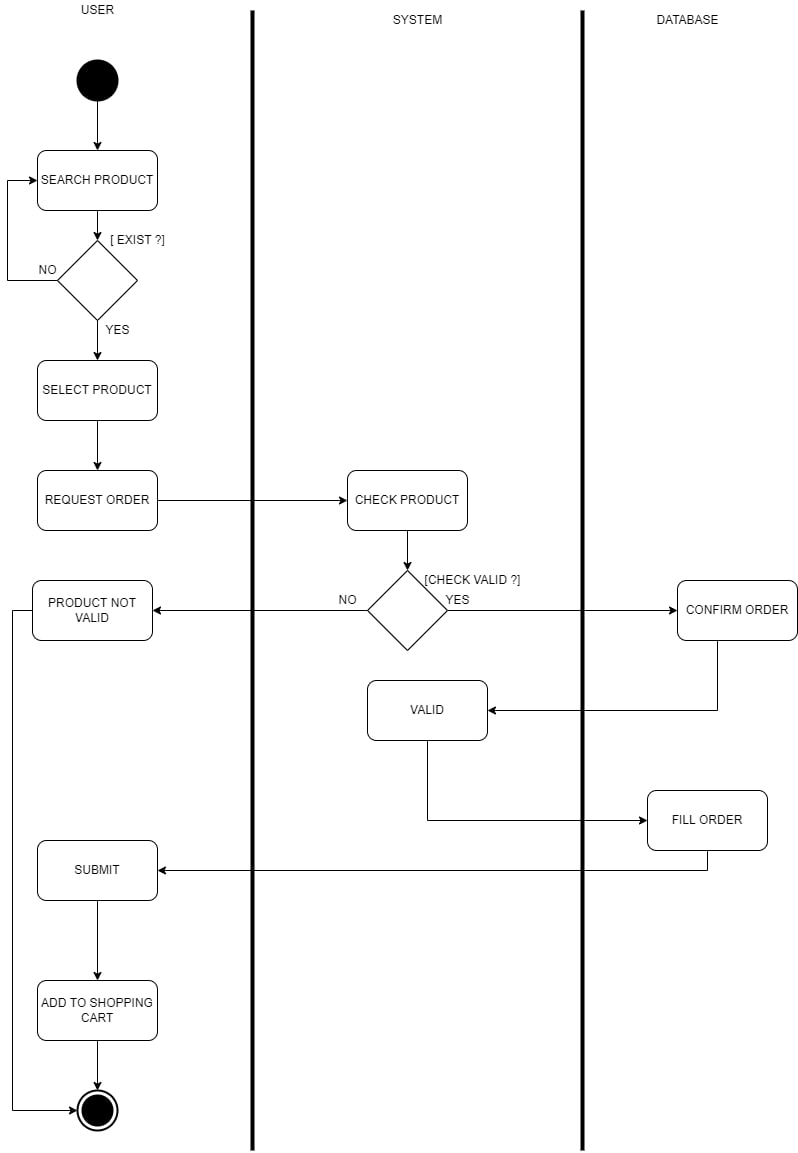 USER
SYSTEM
DATABASE
SEARCH PRODUCT
[ EXIST ?]
NO
YES
SELECT PRODUCT
REQUEST ORDER
CHECK PRODUCT
[CHECK VALID ?]
NO
YES
PRODUCT NOT
VALID
CONFIRM ORDER
VALID
FILL ORDER
SUBMIT
ADD TO SHOPPING
CART